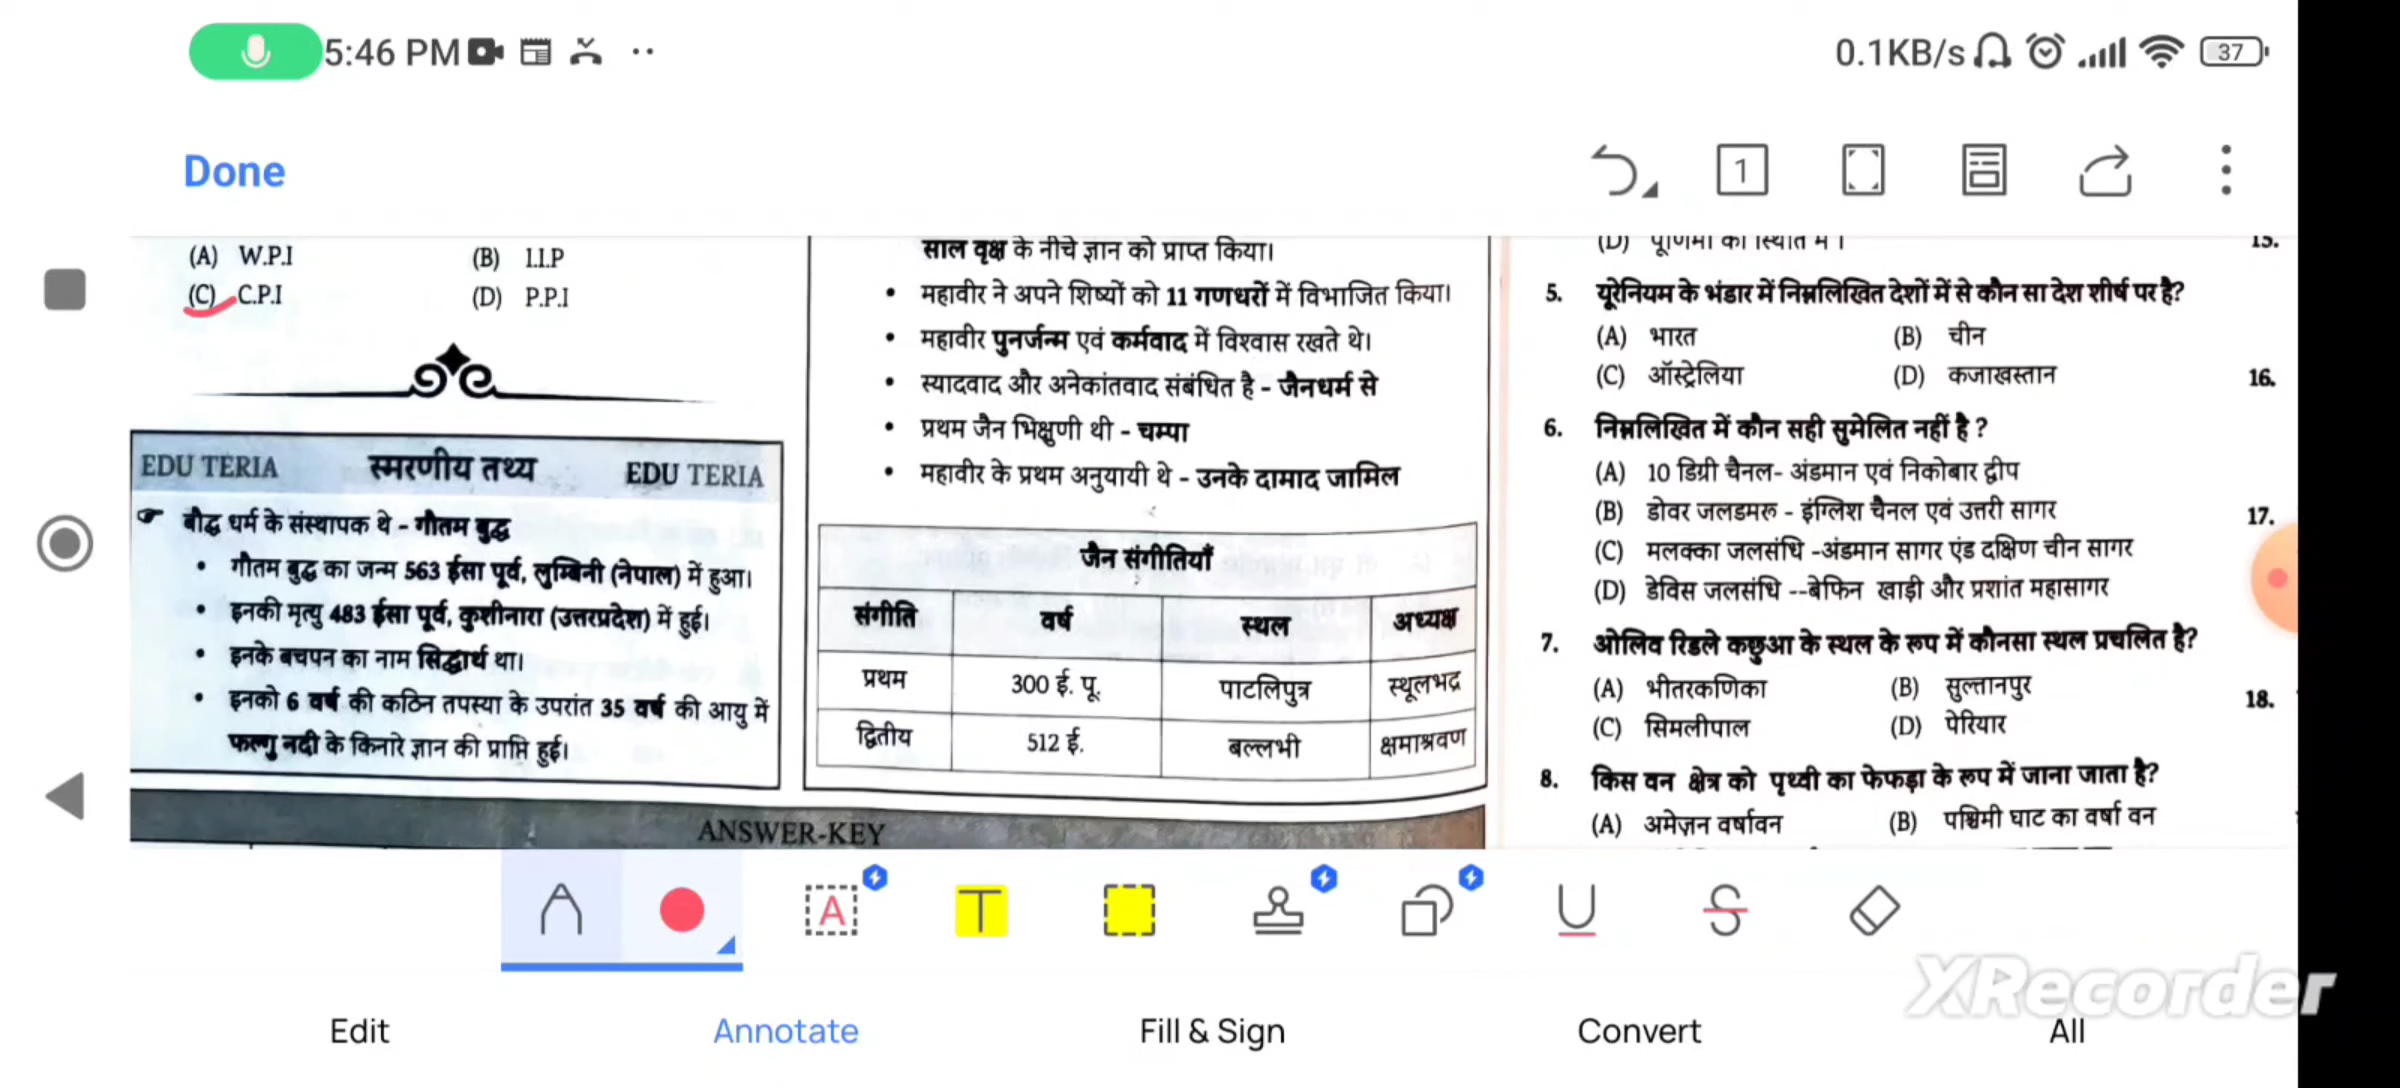 5:46 PM
0.1KB/s
37
Done
1
(A) W.P.I (B) I.I.P
(C) C.P.I (D) P.P.I
EDU TERIA स्मरणीय तथ्य EDU TERIA
बौद्ध धर्म के संस्थापक थे - गौतम बुद्ध
• गौतम बुद्ध का जन्म 563 ईसा पूर्व, लुम्बिनी (नेपाल) में हुआ।
• इनकी मृत्यु 483 ईसा पूर्व, कुशीनारा (उत्तरप्रदेश) में हुई।
• इनके बचपन का नाम सिद्धार्थ था।
• इनको 6 वर्ष की कठिन तपस्या के उपरांत 35 वर्ष की आयु में
फल्गु नदी के किनारे ज्ञान की प्राप्ति हुई।
साल वृक्ष के नीचे ज्ञान को प्राप्त किया।
• महावीर ने अपने शिष्यों को 11 गणधरों में विभाजित किया।
• महावीर पुनर्जन्म एवं कर्मवाद में विश्वास रखते थे।
• स्यादवाद और अनेकांतवाद संबंधित है - जैनधर्म से
• प्रथम जैन भिक्षुणी थी - चम्पा
• महावीर के प्रथम अनुयायी थे - उनके दामाद जामिल
जैन संगीतियाँ
संगीति वर्ष स्थल अध्यक्ष
प्रथम 300 ई. पू. पाटलिपुत्र स्थूलभद्र
द्वितीय 512 ई. बल्लभी क्षमाश्रवण
ANSWER-KEY
(D) पूर्णिमा की स्थिति में ।
5. यूरेनियम के भंडार में निम्नलिखित देशों में से कौन सा देश शीर्ष पर है?
(A) भारत (B) चीन
(C) ऑस्ट्रेलिया (D) कजाखस्तान
6. निम्नलिखित में कौन सही सुमेलित नहीं है ?
(A) 10 डिग्री चैनल- अंडमान एवं निकोबार द्वीप
(B) डोवर जलडमरु - इंग्लिश चैनल एवं उत्तरी सागर
(C) मलक्का जलसंधि -अंडमान सागर एंड दक्षिण चीन सागर
(D) डेविस जलसंधि --बेफिन खाड़ी और प्रशांत महासागर
7. ओलिव रिडले कछुआ के स्थल के रूप में कौनसा स्थल प्रचलित है?
(A) भीतरकणिका (B) सुल्तानपुर
(C) सिमलीपाल (D) पेरियार
8. किस वन क्षेत्र को पृथ्वी का फेफड़ा के रूप में जाना जाता है?
(A) अमेज़न वर्षावन (B) पश्चिमी घाट का वर्षा वन
15.
16.
17.
18.
A
T
U
S
XRecorder
Edit
Annotate
Fill & Sign
Convert
All